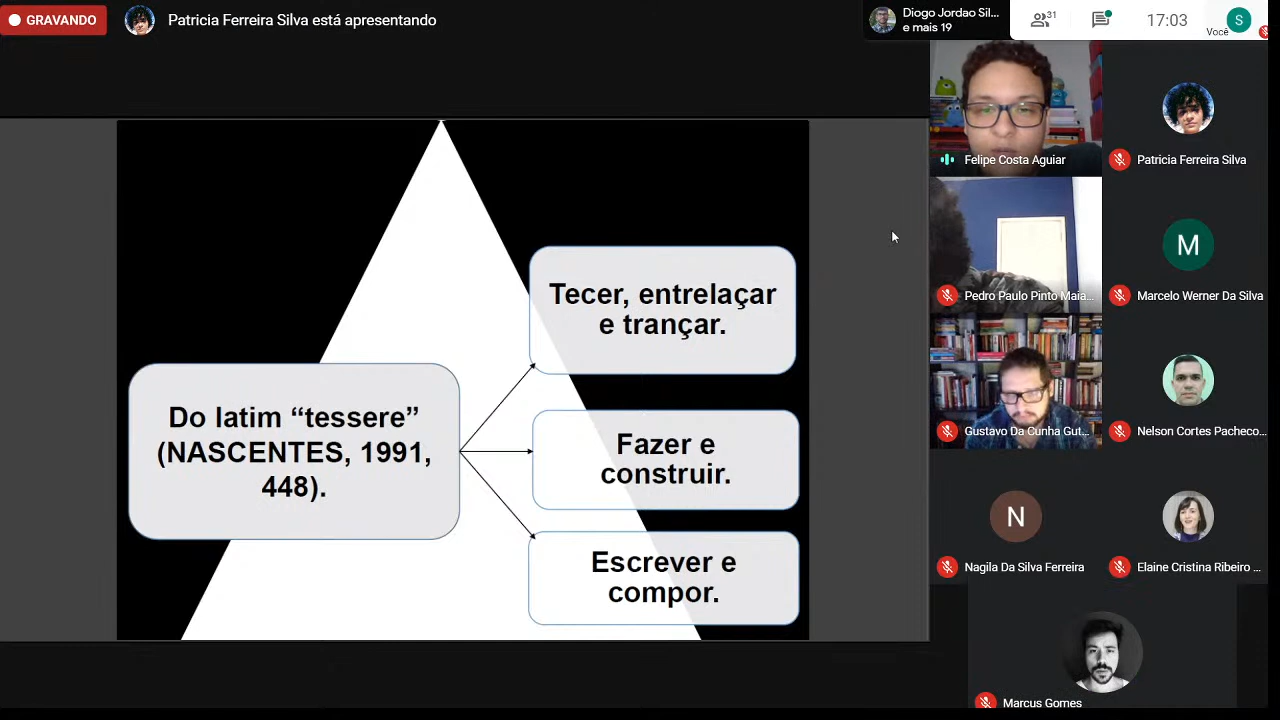 GRAVANDO
Patricia Ferreira Silva está apresentando
Diogo Jordao Sil...
e mais 19
31
17:03
S
Você
Felipe Costa Aguiar
Patricia Ferreira Silva
Tecer, entrelaçar
e trançar.
Pedro Paulo Pinto Maia...
M
Marcelo Werner Da Silva
Do latim “tessere”
(NASCENTES, 1991,
448).
Fazer e
construir.
Gustavo Da Cunha Gut...
Nelson Cortes Pacheco...
Escrever e
compor.
N
Nagila Da Silva Ferreira
Elaine Cristina Ribeiro ...
Marcus Gomes